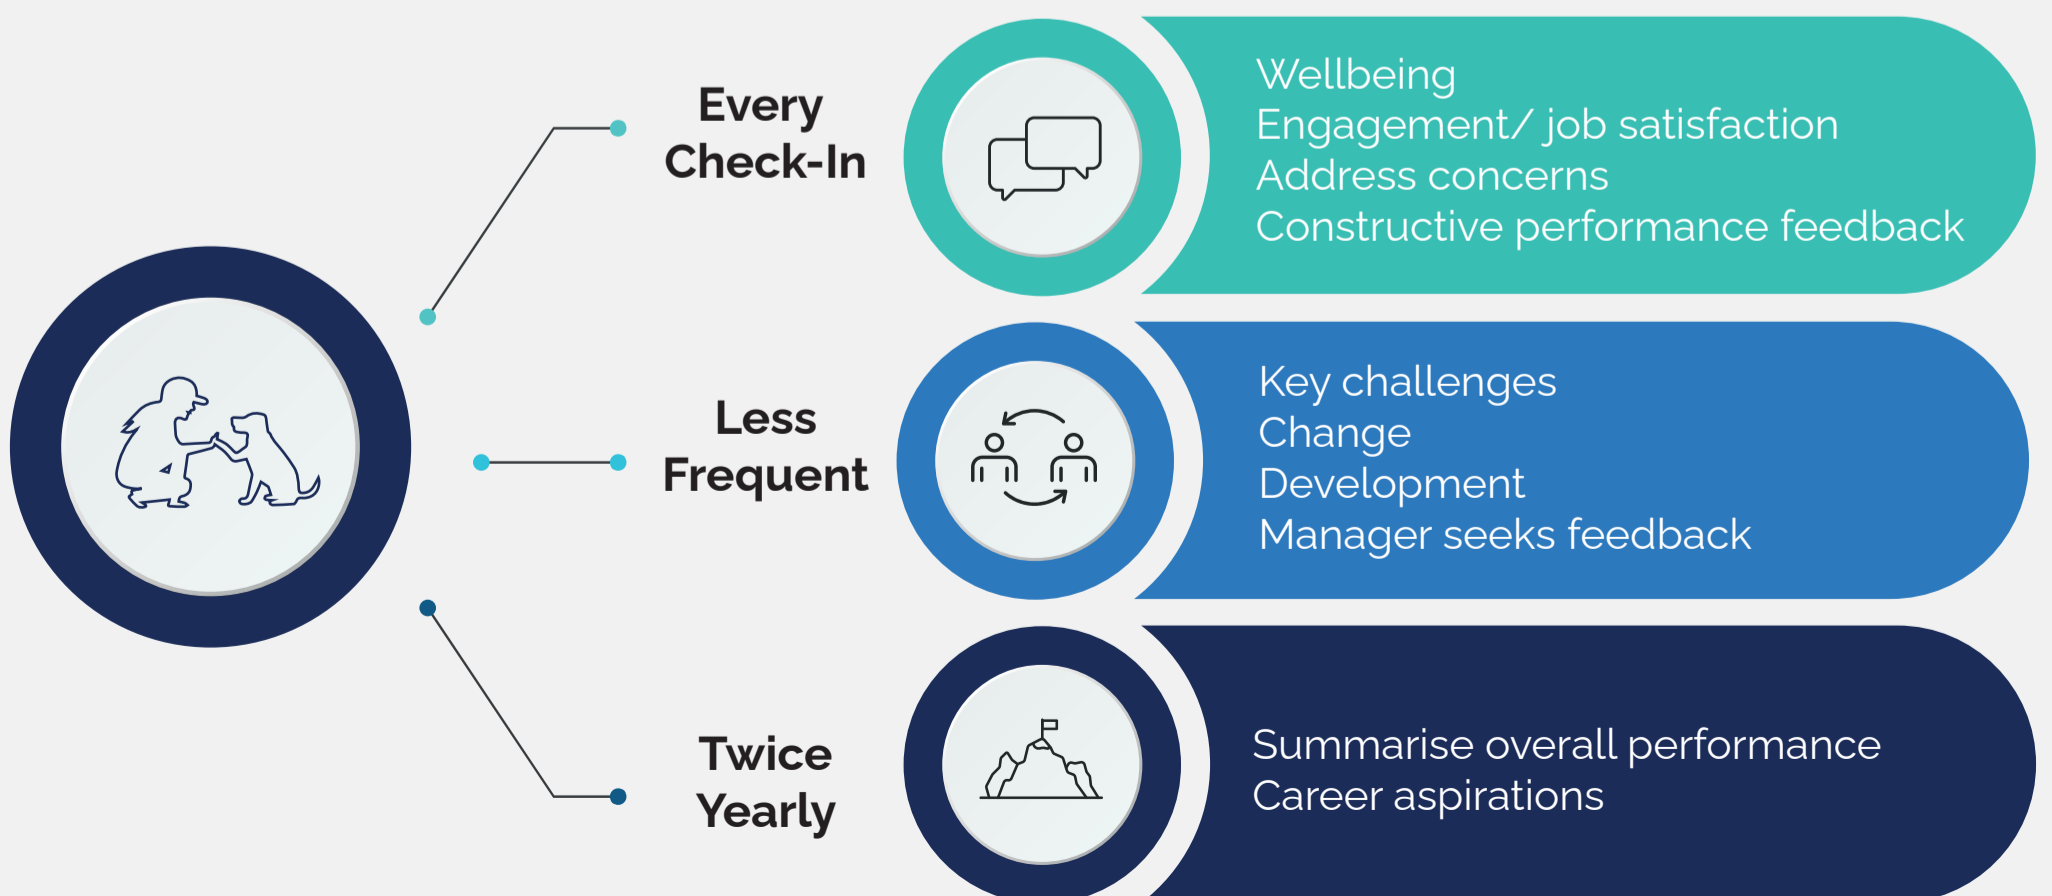 Every
Check-In
Wellbeing
Engagement/ job satisfaction
Address concerns
Constructive performance feedback
Less
Frequent
Key challenges
Change
Development
Manager seeks feedback
Twice
Yearly
Summarise overall performance
Career aspirations